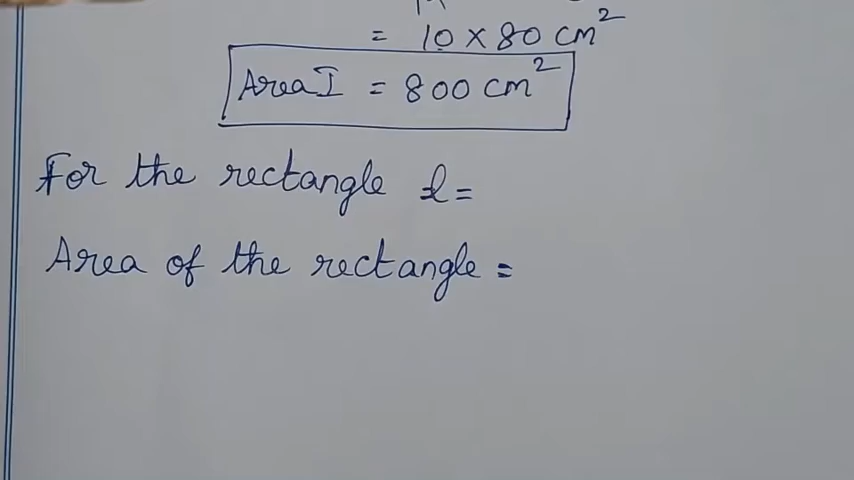 = 10 × 80 cm²
Area I = 800 cm²
For the rectangle l =
Area of the rectangle =